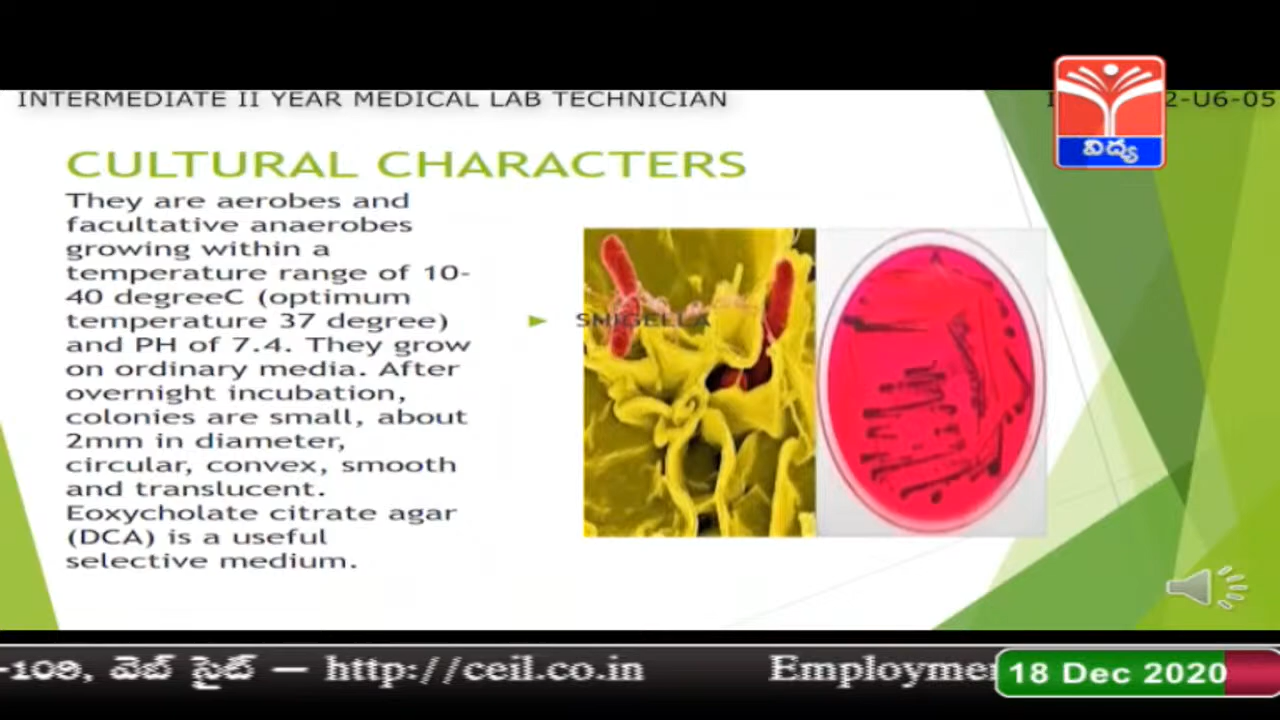 INTERMEDIATE II YEAR MEDICAL LAB TECHNICIAN
2-U6-05
విద్య
CULTURAL CHARACTERS
They are aerobes and
facultative anaerobes
growing within a
temperature range of 10-
40 degreeC (optimum
temperature 37 degree)
and PH of 7.4. They grow
on ordinary media. After
overnight incubation,
colonies are small, about
2mm in diameter,
circular, convex, smooth
and translucent.
Eoxycholate citrate agar
(DCA) is a useful
selective medium.
SHIGELLA
వెబ్ సైట్ — http://ceil.co.in
18 Dec 2020